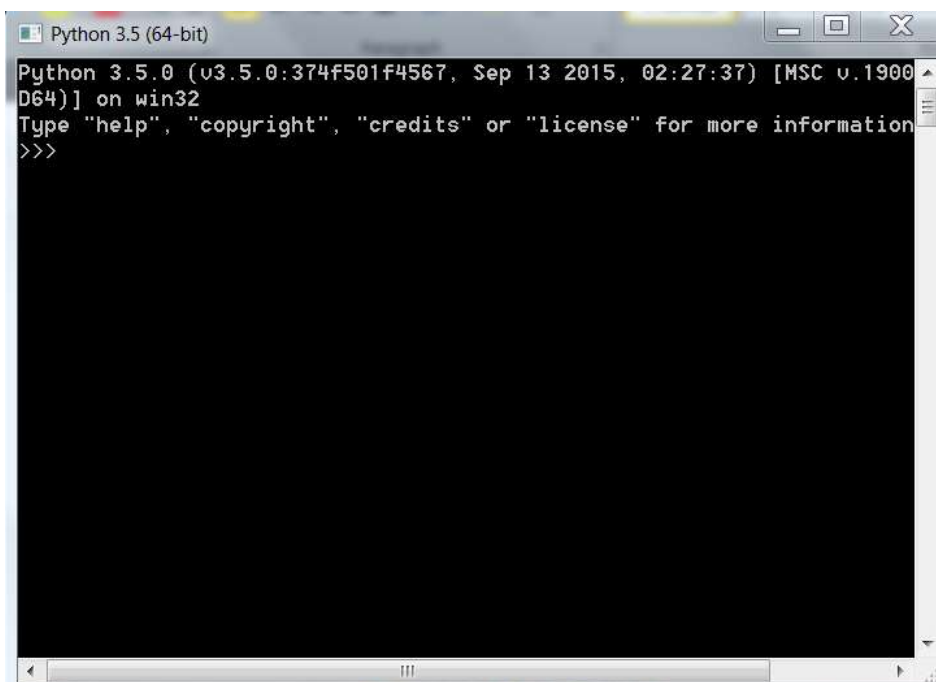 Python 3.5 (64-bit)
Python 3.5.0 (v3.5.0:374f501f4567, Sep 13 2015, 02:27:37) [MSC v.1900
D64)] on win32
Type "help", "copyright", "credits" or "license" for more information
>>>